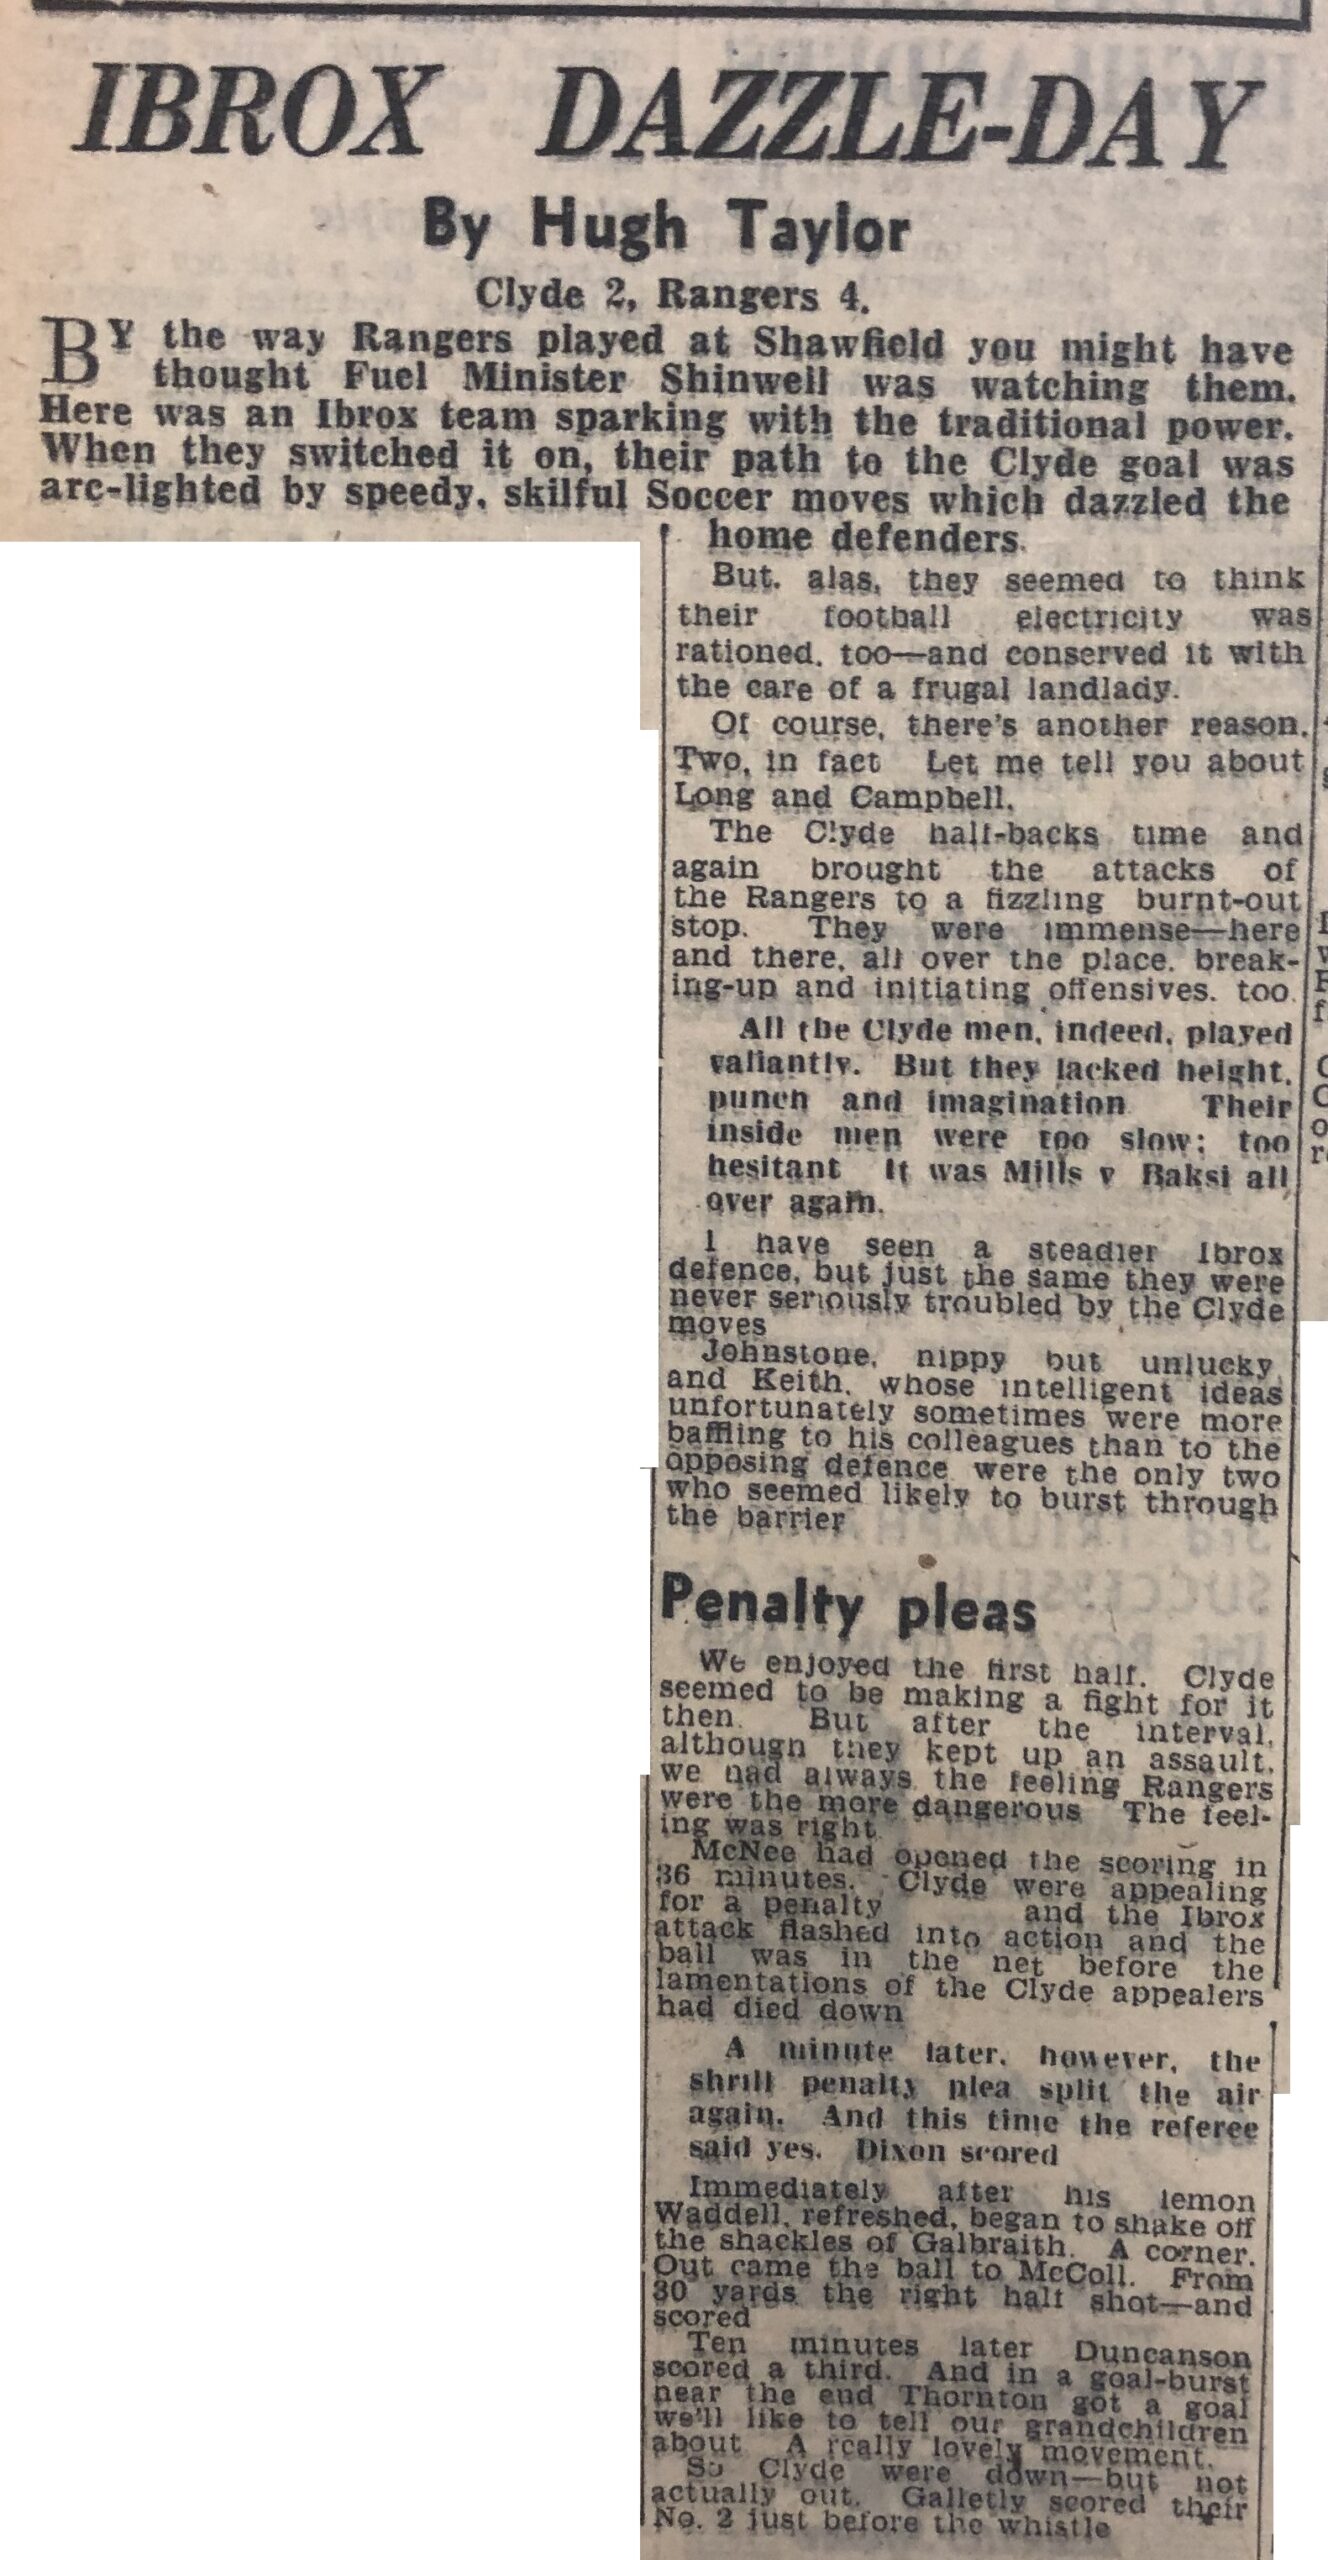 IBROX DAZZLE-DAY
By Hugh Taylor
Clyde 2, Rangers 4.
BY the way Rangers played at Shawfield you might have
thought Fuel Minister Shinwell was watching them.
Here was an Ibrox team sparking with the traditional power.
When they switched it on, their path to the Clyde goal was
arc-lighted by speedy, skilful Soccer moves which dazzled the
home defenders.
But, alas, they seemed to think
their football electricity was
rationed, too—and conserved it with
the care of a frugal landlady.
Of course, there's another reason.
Two, in fact Let me tell you about
Long and Campbell.
The Clyde half-backs time and
again brought the attacks of
the Rangers to a fizzling burnt-out
stop. They were immense—here
and there, all over the place, break-
ing-up and initiating offensives, too.
All the Clyde men, indeed, played
valiantly. But they lacked height,
punch and imagination Their
inside men were too slow; too
hesitant It was Mills v Baksi all
over again.
I have seen a steadier Ibrox
defence, but just the same they were
never seriously troubled by the Clyde
moves
Johnstone, nippy but unlucky,
and Keith, whose intelligent ideas
unfortunately sometimes were more
baffling to his colleagues than to the
opposing defence were the only two
who seemed likely to burst through
the barrier
Penalty pleas
We enjoyed the first half. Clyde
seemed to be making a fight for it
then. But after the interval,
although they kept up an assault,
we had always the feeling Rangers
were the more dangerous The feel-
ing was right
McNee had opened the scoring in
36 minutes. Clyde were appealing
for a penalty and the Ibrox
attack flashed into action and the
ball was in the net before the
lamentations of the Clyde appealers
had died down
A minute later, however, the
shrill penalty plea split the air
again. And this time the referee
said yes. Dixon scored
Immediately after his lemon
Waddell, refreshed, began to shake off
the shackles of Galbraith. A corner.
Out came the ball to McColl. From
30 yards the right half shot—and
scored
Ten minutes later Duncanson
scored a third. And in a goal-burst
near the end Thornton got a goal
we'll like to tell our grandchildren
about A really lovely movement.
So Clyde were down—but not
actually out. Galletly scored their
No. 2 just before the whistle